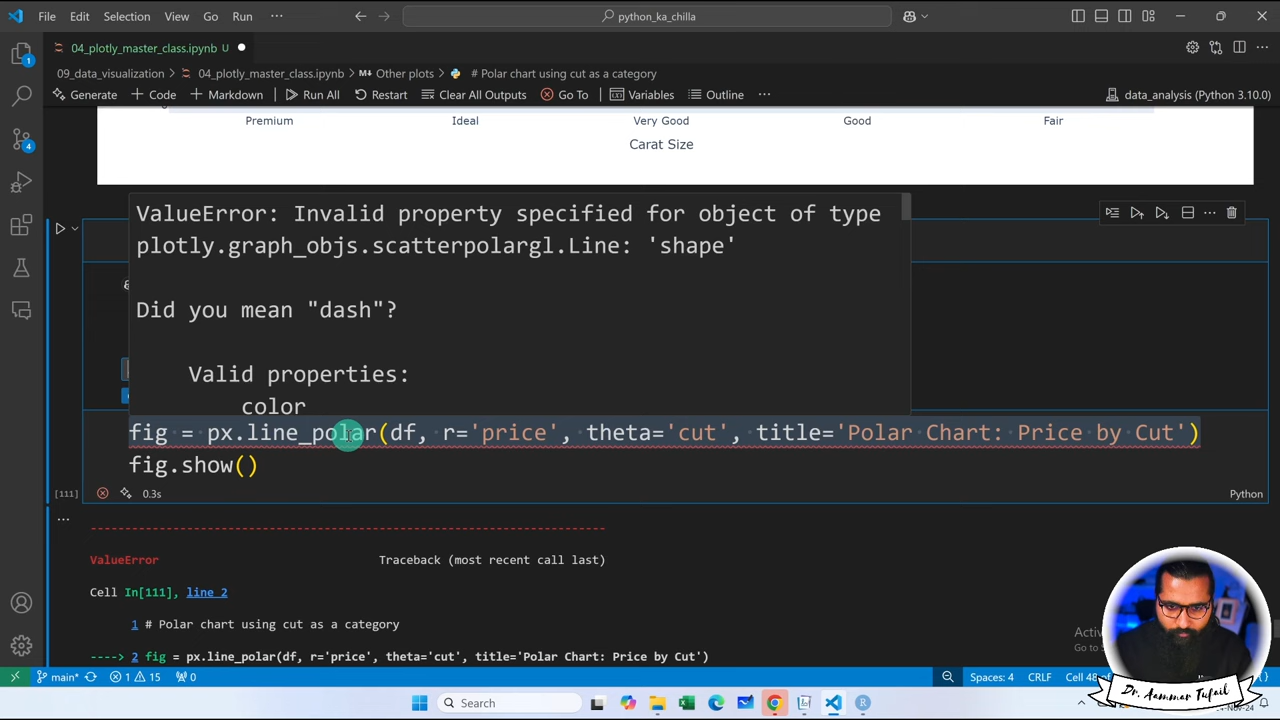 File Edit Selection View Go Run ··· python_ka_chilla
04_plotly_master_class.ipynb U
09_data_visualization > 04_plotly_master_class.ipynb > Other plots > # Polar chart using cut as a category
Generate + Code + Markdown Run All Restart Clear All Outputs Go To Variables Outline ··· data_analysis (Python 3.10.0)
Premium Ideal Very Good Good Fair
Carat Size
ValueError: Invalid property specified for object of type
plotly.graph_objs.scatterpolargl.Line: 'shape'
Did you mean "dash"?
Valid properties:
color
fig = px.line_polar(df, r='price', theta='cut', title='Polar Chart: Price by Cut')
fig.show()
[111] 0.3s Python
ValueError Traceback (most recent call last)
Cell In[111], line 2
1 # Polar chart using cut as a category
----> 2 fig = px.line_polar(df, r='price', theta='cut', title='Polar Chart: Price by Cut')
main* 1 15 0 Spaces: 4 CRLF Cell 48
Dr. Aammar Tufail
Search